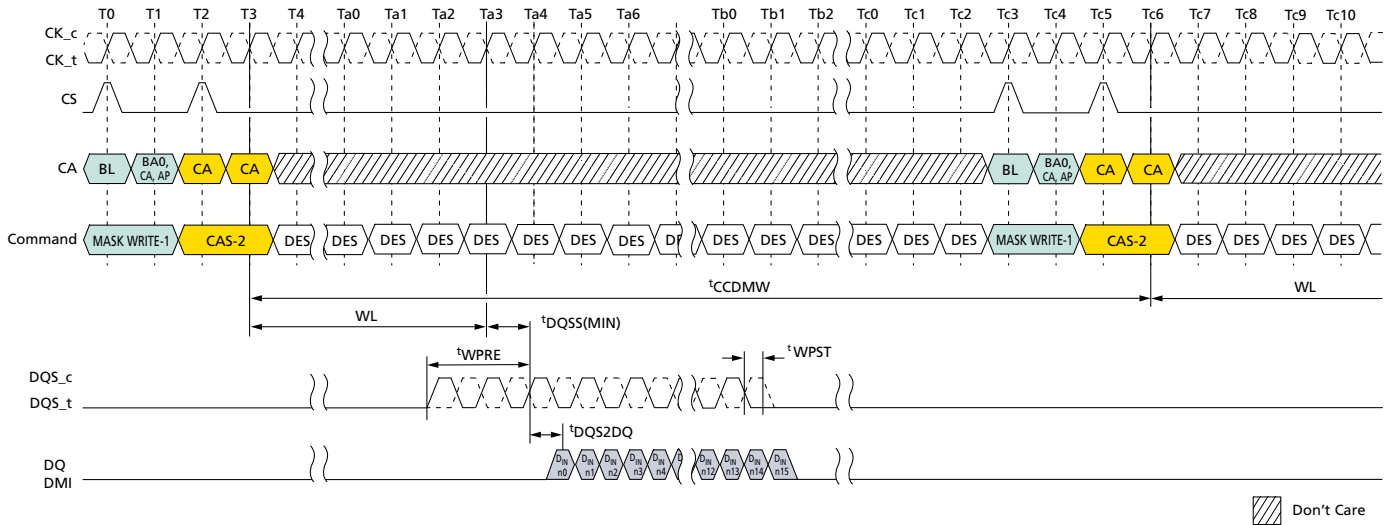 T0 T1 T2 T3 T4 Ta0 Ta1 Ta2 Ta3 Ta4 Ta5 Ta6 Tb0 Tb1 Tb2 Tc0 Tc1 Tc2 Tc3 Tc4 Tc5 Tc6 Tc7 Tc8 Tc9 Tc10
CK_c
CK_t
CS
CA BL BA0, CA, AP CA CA BL BA0, CA, AP CA CA
Command MASK WRITE-1 CAS-2 DES DES DES DES DES DES DES DES DES DES DES DES DES DES DES MASK WRITE-1 CAS-2 DES DES DES DES
tCCDMW WL
WL tDQSS(MIN)
tWPRE tWPST
DQS_c
DQS_t
tDQS2DQ
DQ DIN n0 DIN n1 DIN n2 DIN n3 DIN n4 D DIN n12 DIN n13 DIN n14 DIN n15
DMI
Don't Care